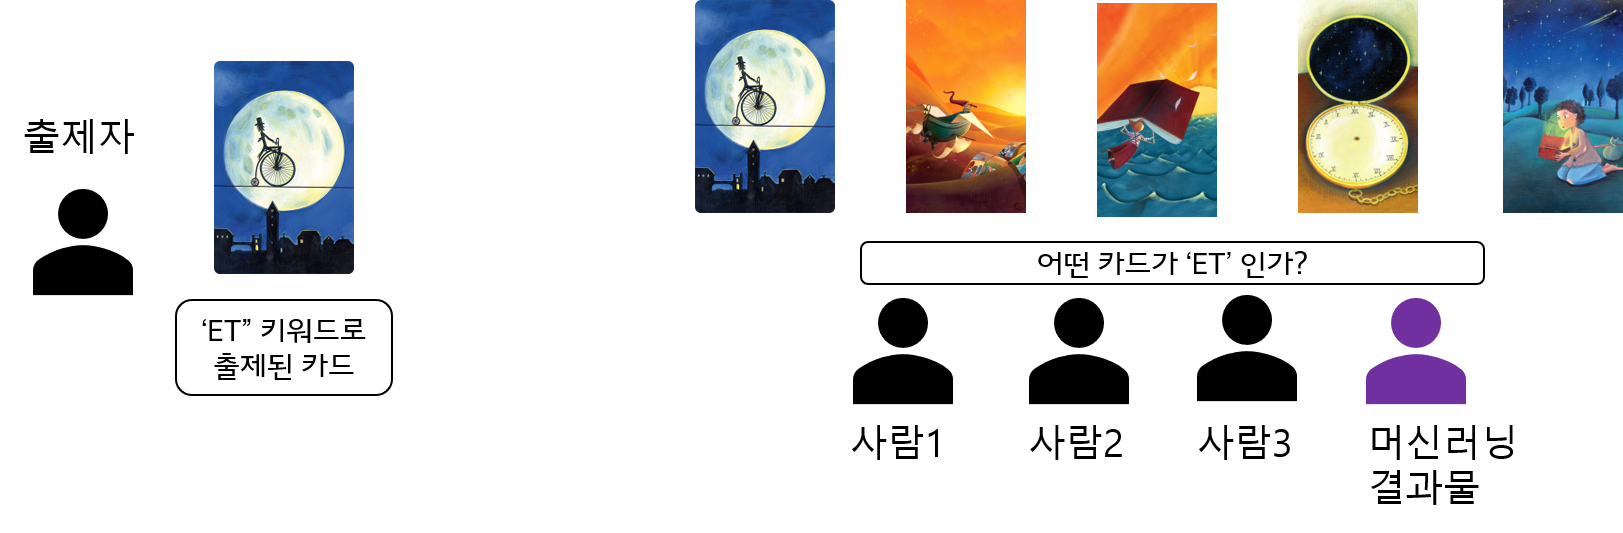 출제자
‘ET” 키워드로
출제된 카드
어떤 카드가 ‘ET’ 인가?
사람1
사람2
사람3
머신러닝
결과물